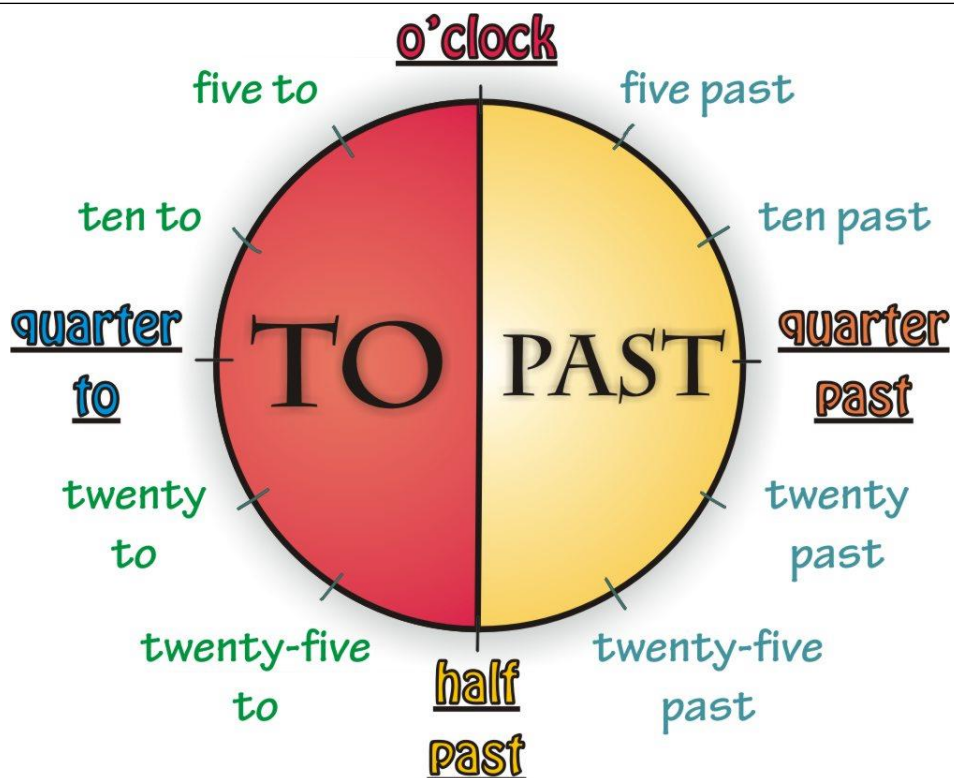 o'clock
five to
five past
ten to
ten past
quarter
to
TO
PAST
quarter
past
twenty
to
twenty
past
twenty-five
to
half
past
twenty-five
past